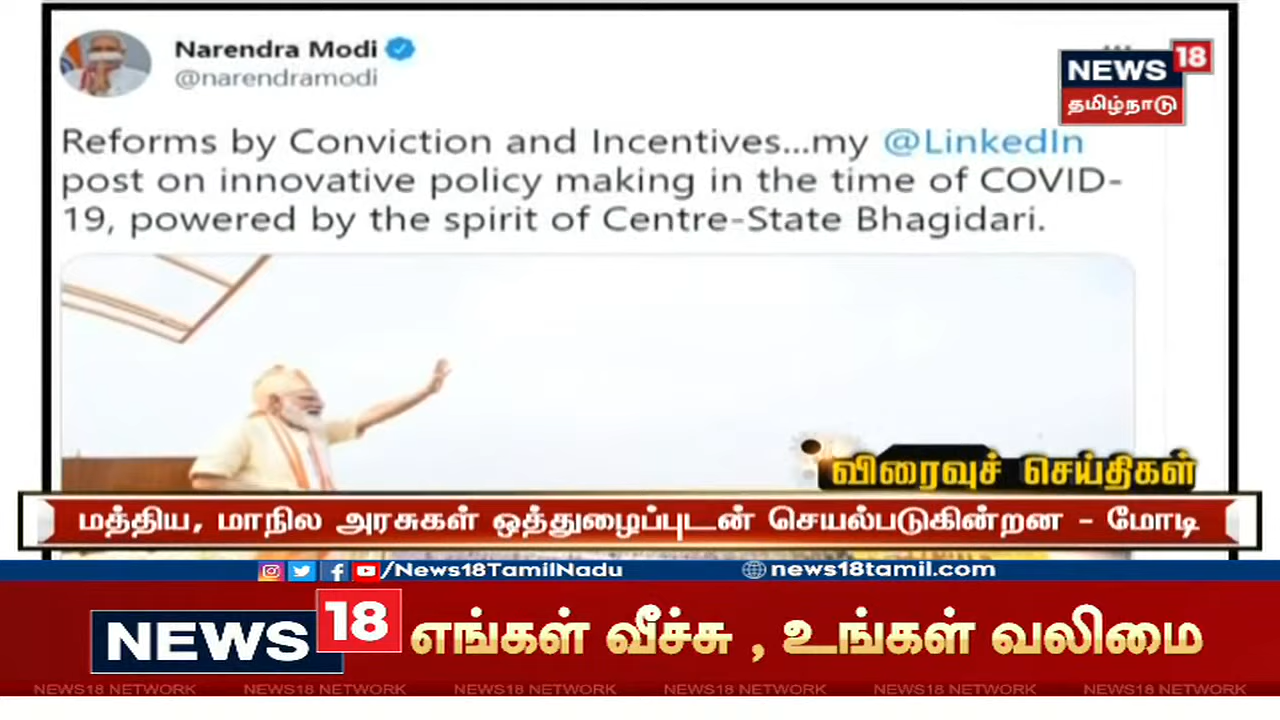 Narendra Modi
@narendramodi
NEWS 18
தமிழ்நாடு
Reforms by Conviction and Incentives...my @LinkedIn
post on innovative policy making in the time of COVID-
19, powered by the spirit of Centre-State Bhagidari.
விரைவுச் செய்திகள்
மத்திய, மாநில அரசுகள் ஒத்துழைப்புடன் செயல்படுகின்றன - மோடி
/News18TamilNadu news18tamil.com
NEWS 18 எங்கள் வீச்சு , உங்கள் வலிமை
NEWS18 NETWORK NEWS18 NETWORK NEWS18 NETWORK NEWS18 NETWORK NEWS18 NETWORK NEWS18 NETWORK